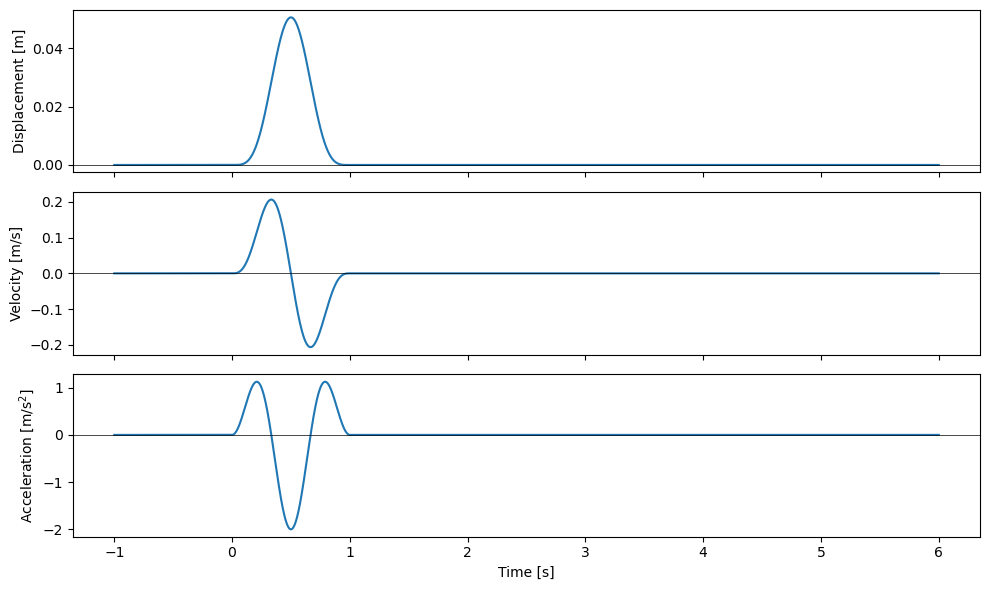 Displacement [m]
0.04
0.02
0.00
Velocity [m/s]
0.2
0.1
0.0
−0.1
−0.2
Acceleration [m/s²]
1
0
−1
−2
−1 0 1 2 3 4 5 6
Time [s]